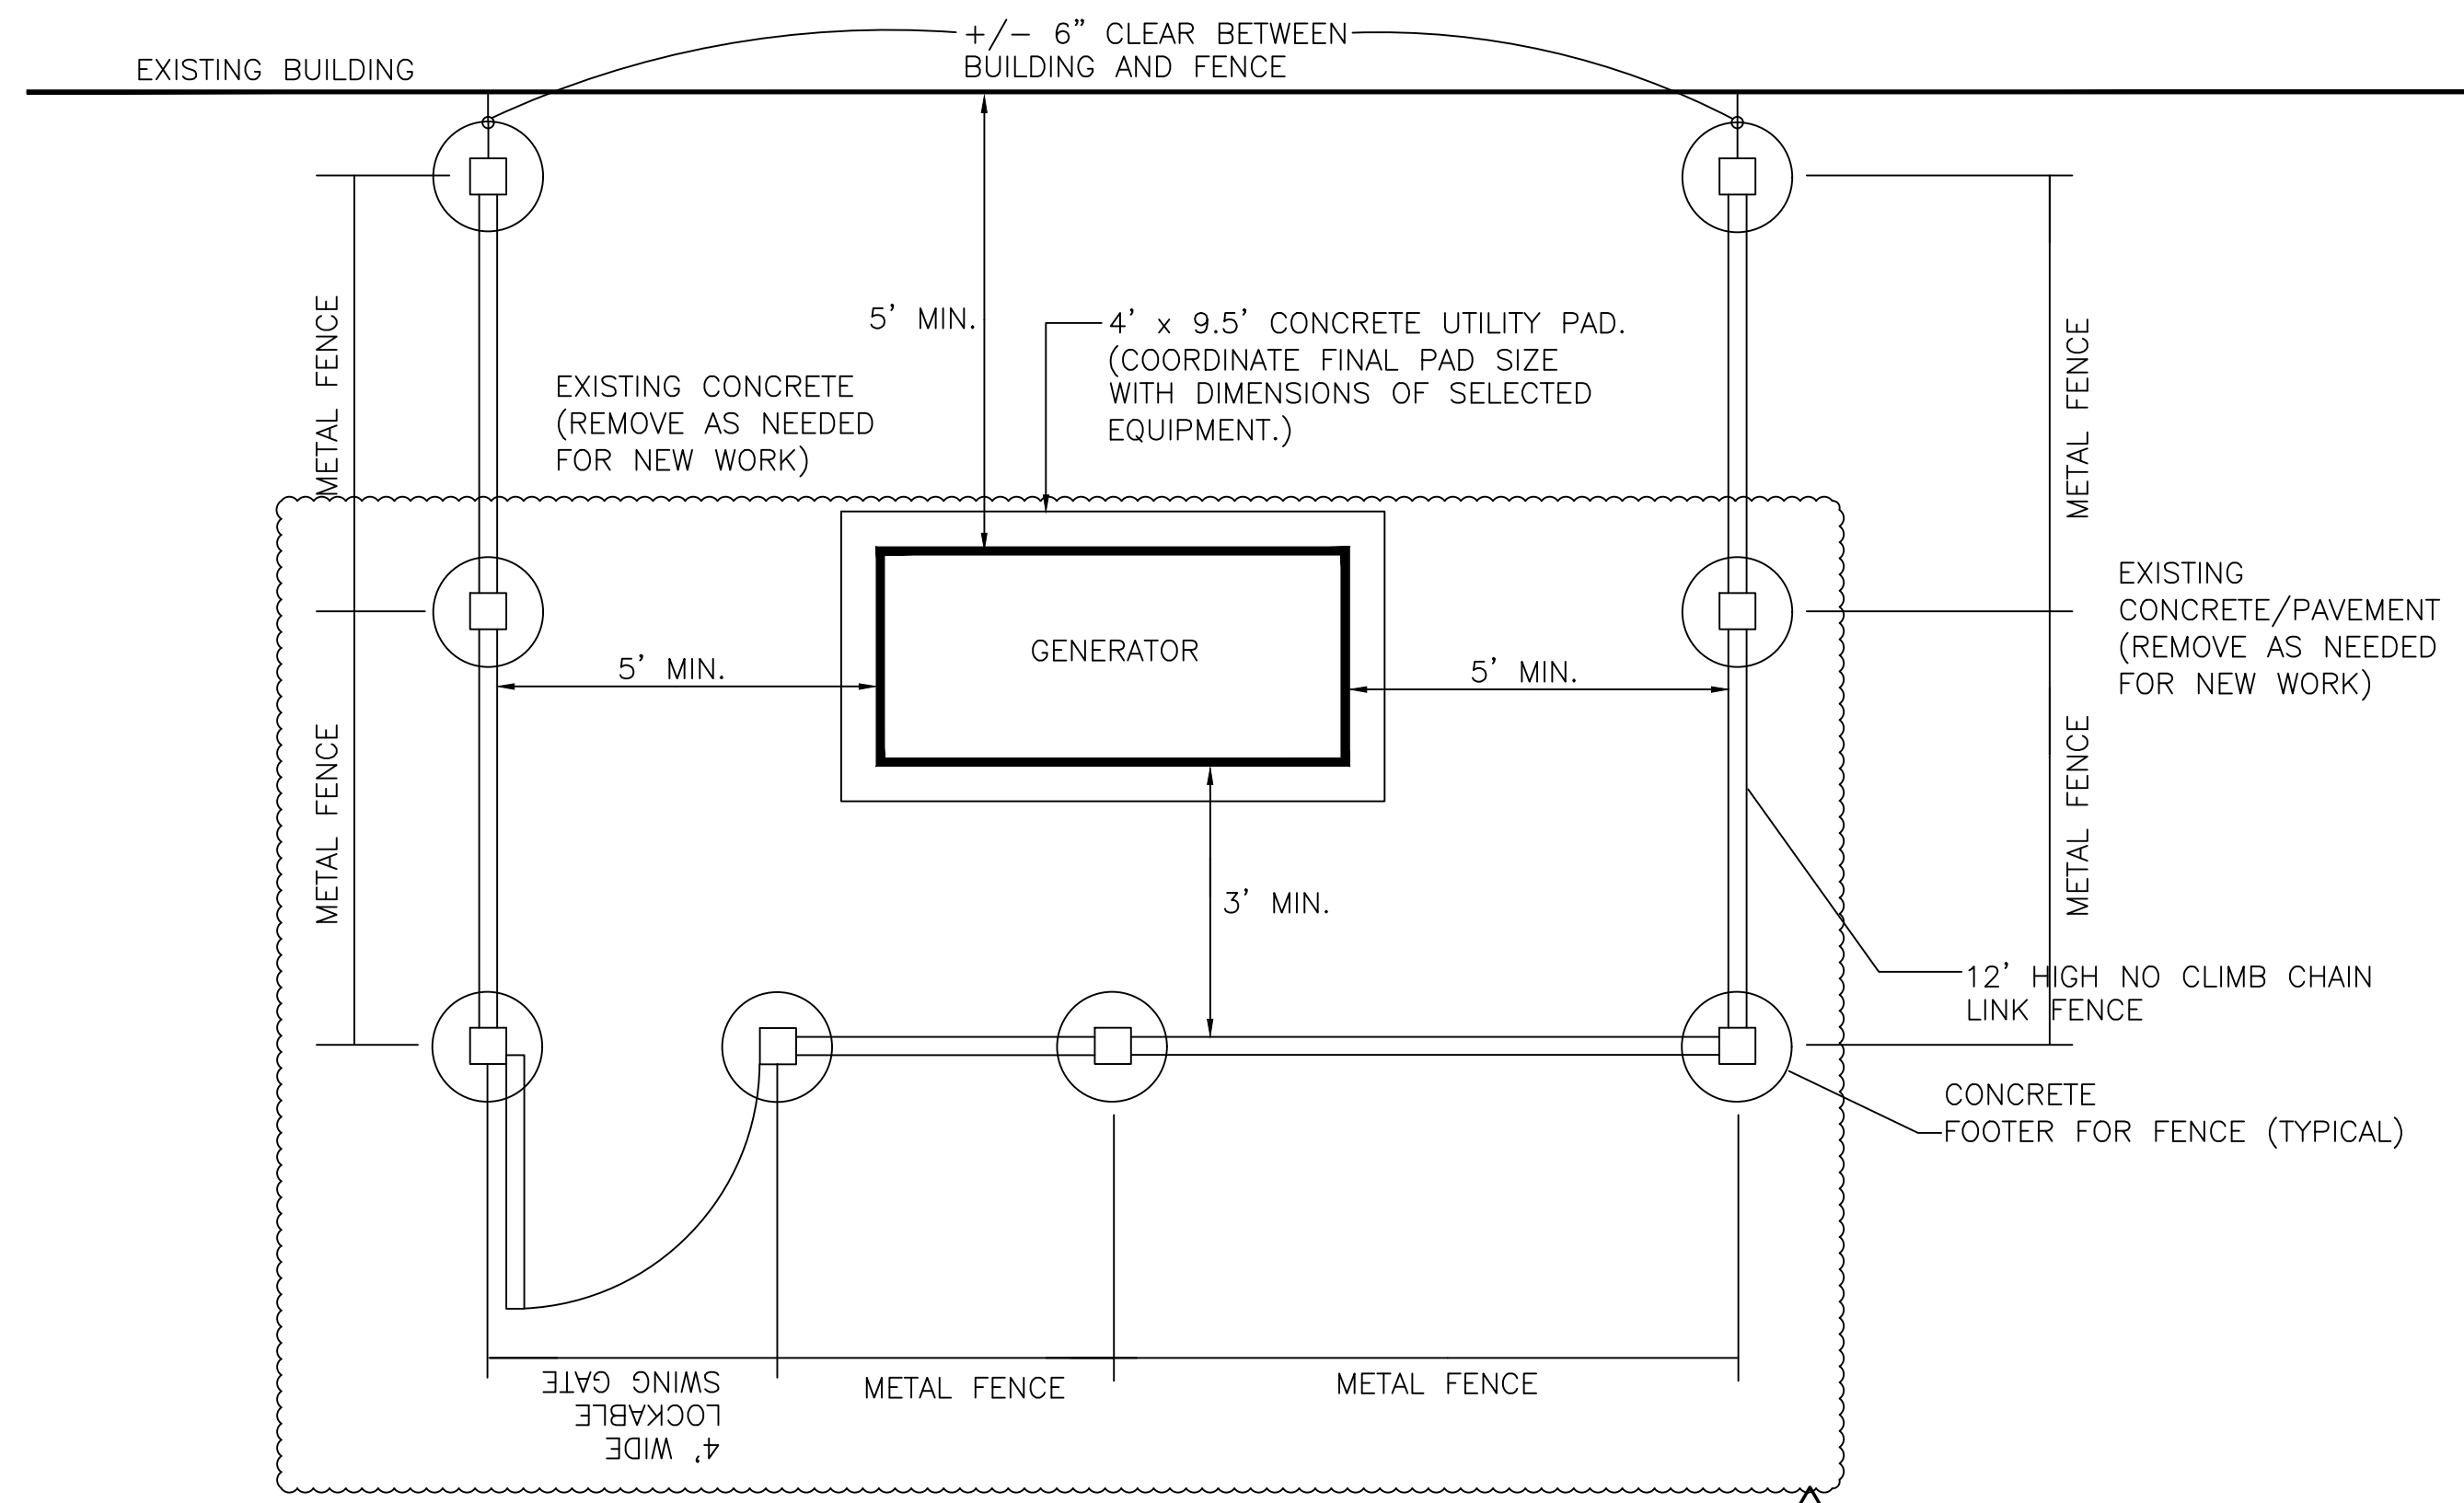 +/- 6” CLEAR BETWEEN
BUILDING AND FENCE
EXISTING BUILDING
5’ MIN.
4’ x 9.5’ CONCRETE UTILITY PAD.
(COORDINATE FINAL PAD SIZE
WITH DIMENSIONS OF SELECTED
EQUIPMENT.)
EXISTING CONCRETE
(REMOVE AS NEEDED
FOR NEW WORK)
METAL FENCE
METAL FENCE
METAL FENCE
METAL FENCE
EXISTING
CONCRETE/PAVEMENT
(REMOVE AS NEEDED
FOR NEW WORK)
GENERATOR
5’ MIN.
5’ MIN.
3’ MIN.
12’ HIGH NO CLIMB CHAIN
LINK FENCE
CONCRETE
FOOTER FOR FENCE (TYPICAL)
4’ WIDE
LOCKABLE
SWING GATE
METAL FENCE
METAL FENCE